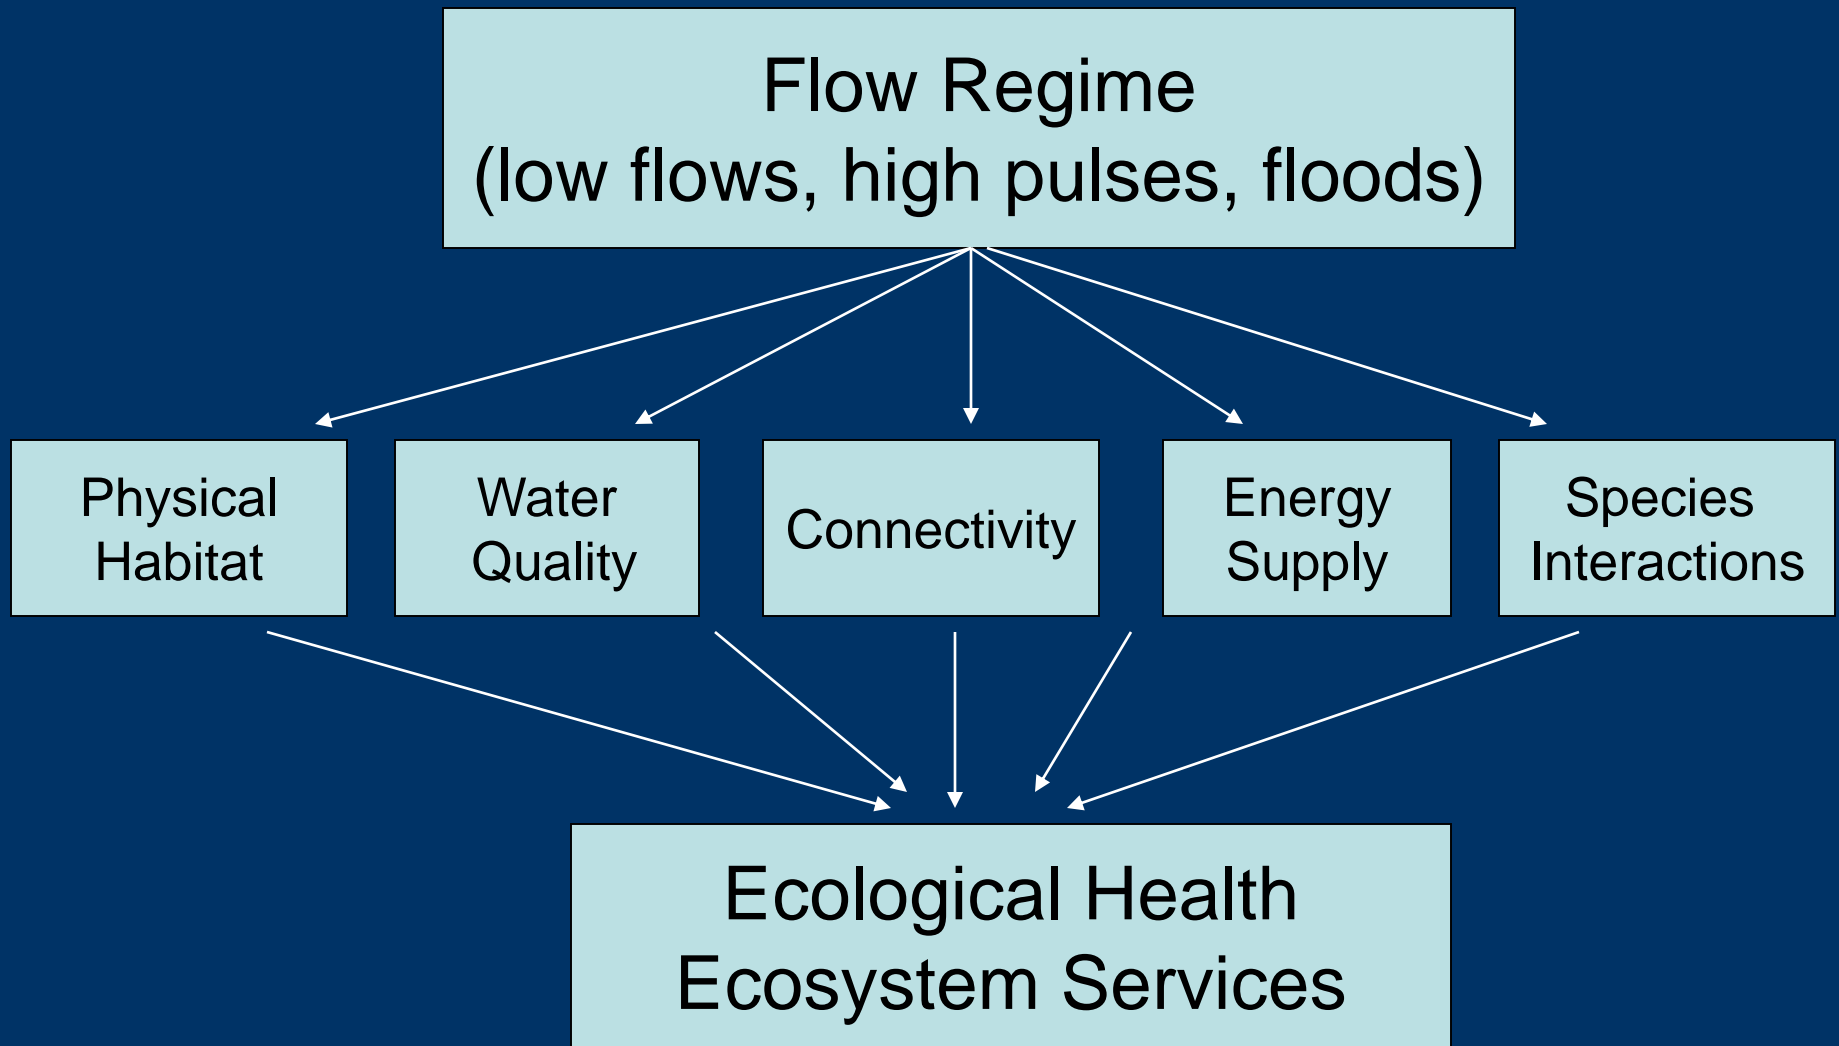 Flow Regime
(low flows, high pulses, floods)
Physical
Habitat
Water
Quality
Connectivity
Energy
Supply
Species
Interactions
Ecological Health
Ecosystem Services